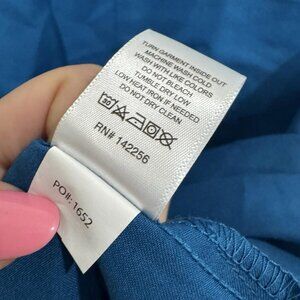 TURN GARMENT INSIDE OUT
MACHINE WASH COLD
WASH WITH LIKE COLORS
DO NOT BLEACH
TUMBLE DRY LOW
LOW HEAT IRON IF NEEDED
DO NOT DRY CLEAN
RN# 142256
PO#: 1652